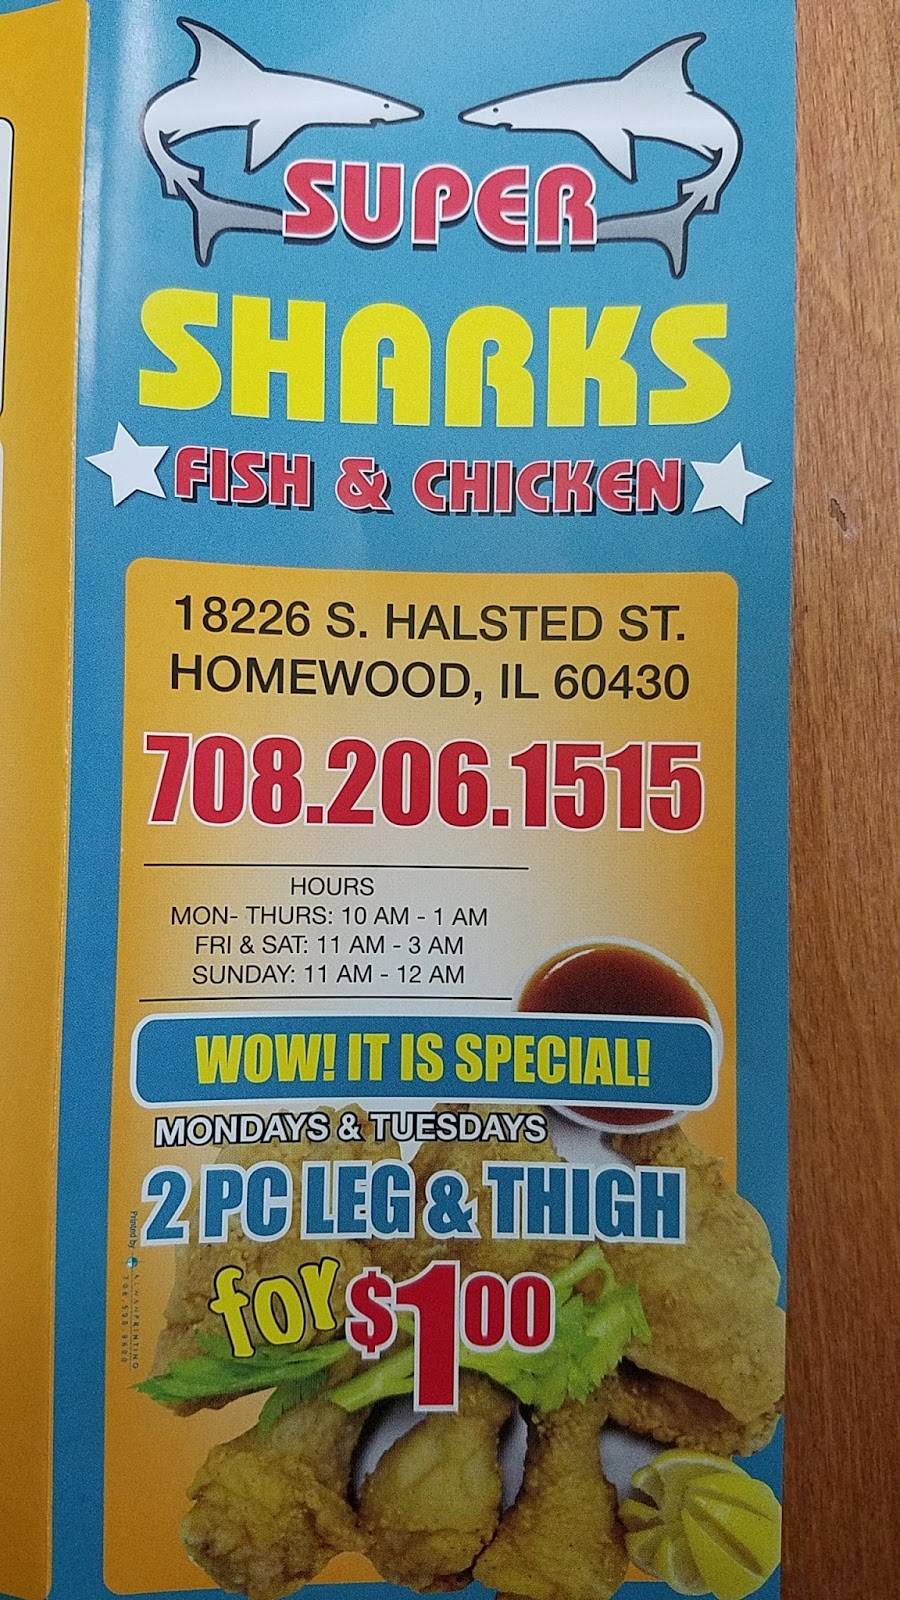 SUPER
SHARKS
FISH & CHICKEN
18226 S. HALSTED ST.
HOMEWOOD, IL 60430
708.206.1515
HOURS
MON- THURS: 10 AM - 1 AM
FRI & SAT: 11 AM - 3 AM
SUNDAY: 11 AM - 12 AM
WOW! IT IS SPECIAL!
MONDAYS & TUESDAYS
2 PC LEG & THIGH
for $1 00
Printed by